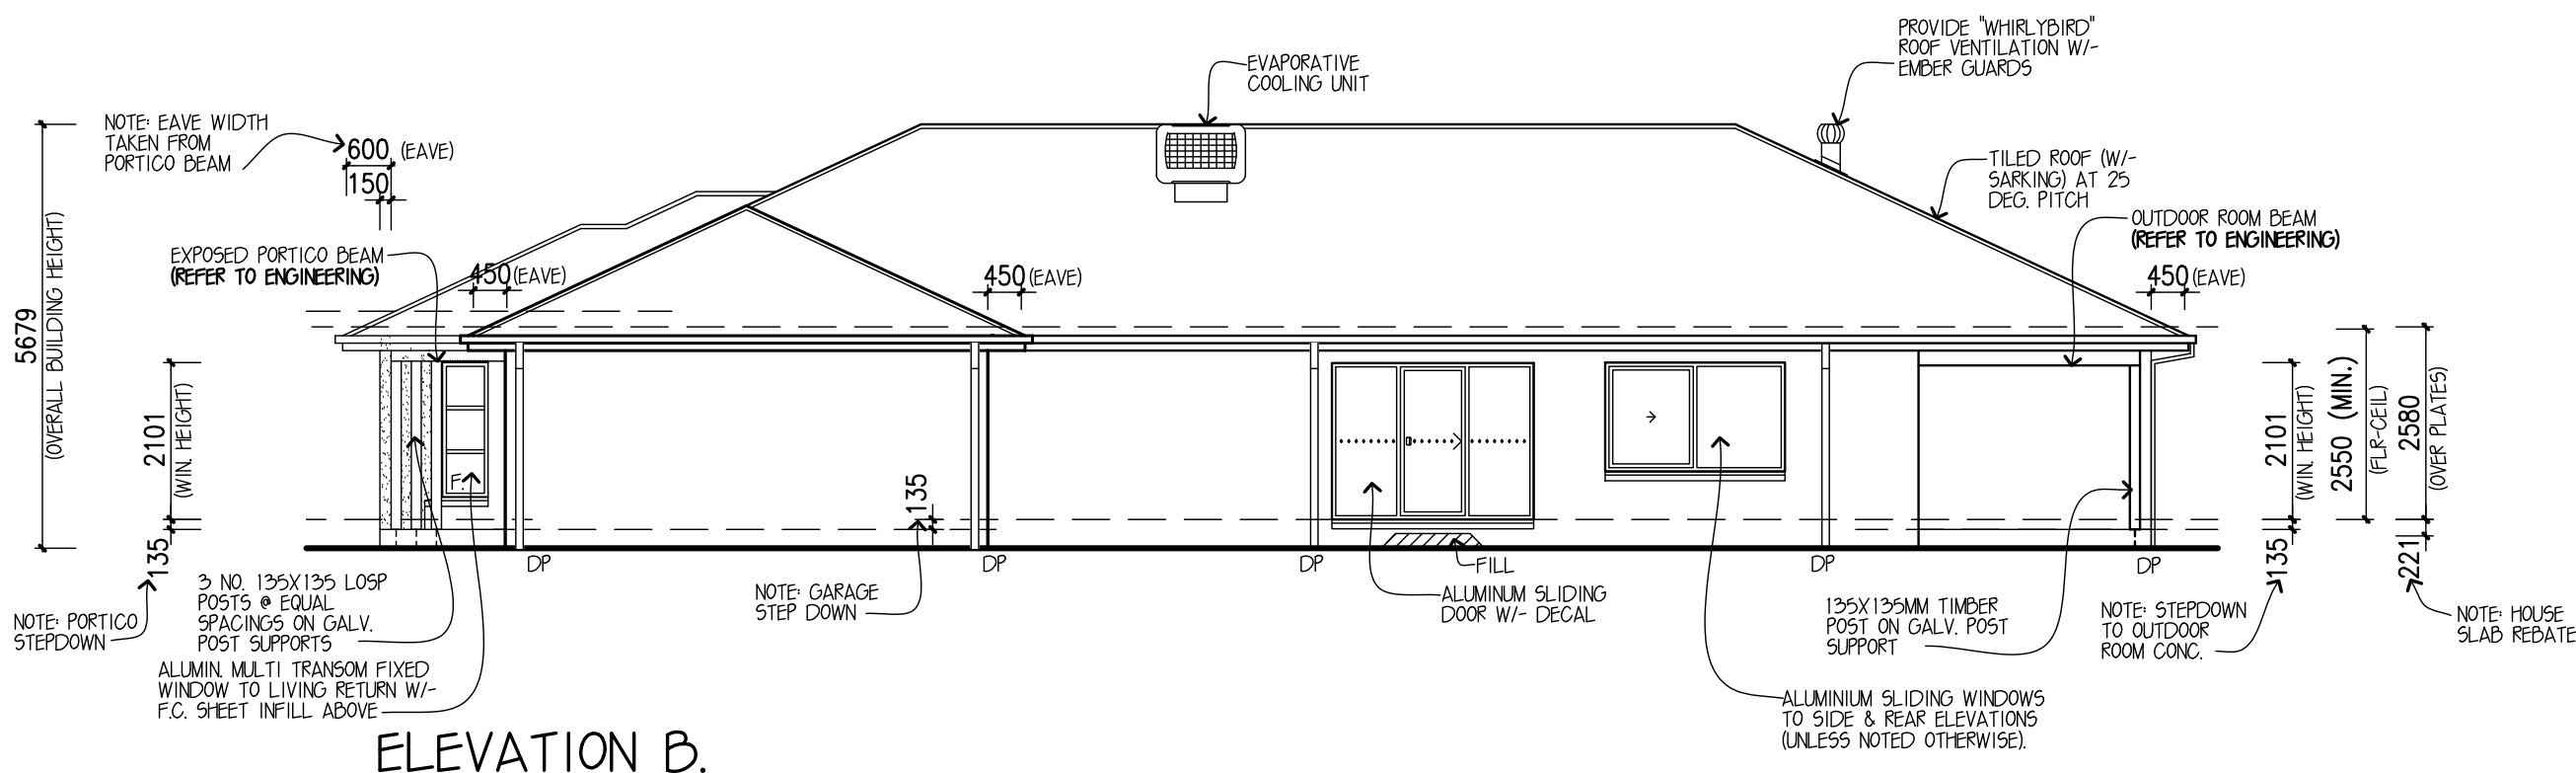 PROVIDE "WHIRLYBIRD"
ROOF VENTILATION W/-
EMBER GUARDS
EVAPORATIVE
COOLING UNIT
NOTE: EAVE WIDTH
TAKEN FROM
PORTICO BEAM
600 (EAVE)
150
TILED ROOF (W/-
SARKING) AT 25
DEG. PITCH
OUTDOOR ROOM BEAM
(REFER TO ENGINEERING)
EXPOSED PORTICO BEAM
(REFER TO ENGINEERING)
450 (EAVE)
450 (EAVE)
450 (EAVE)
5679
(OVERALL BUILDING HEIGHT)
2101
(WIN. HEIGHT)
135
F.
135
2101
(WIN. HEIGHT)
2550 (MIN.)
(FLR-CEIL)
2580
(OVER PLATES)
135
221
DP
DP
DP
DP
DP
FILL
NOTE: PORTICO
STEPDOWN
3 NO. 135X135 LOSP
POSTS @ EQUAL
SPACINGS ON GALV.
POST SUPPORTS
ALUMIN. MULTI TRANSOM FIXED
WINDOW TO LIVING RETURN W/-
F.C. SHEET INFILL ABOVE
NOTE: GARAGE
STEP DOWN
ALUMINUM SLIDING
DOOR W/- DECAL
135X135MM TIMBER
POST ON GALV. POST
SUPPORT
NOTE: STEPDOWN
TO OUTDOOR
ROOM CONC.
NOTE: HOUSE
SLAB REBATE
ALUMINIUM SLIDING WINDOWS
TO SIDE & REAR ELEVATIONS
(UNLESS NOTED OTHERWISE).
ELEVATION B.